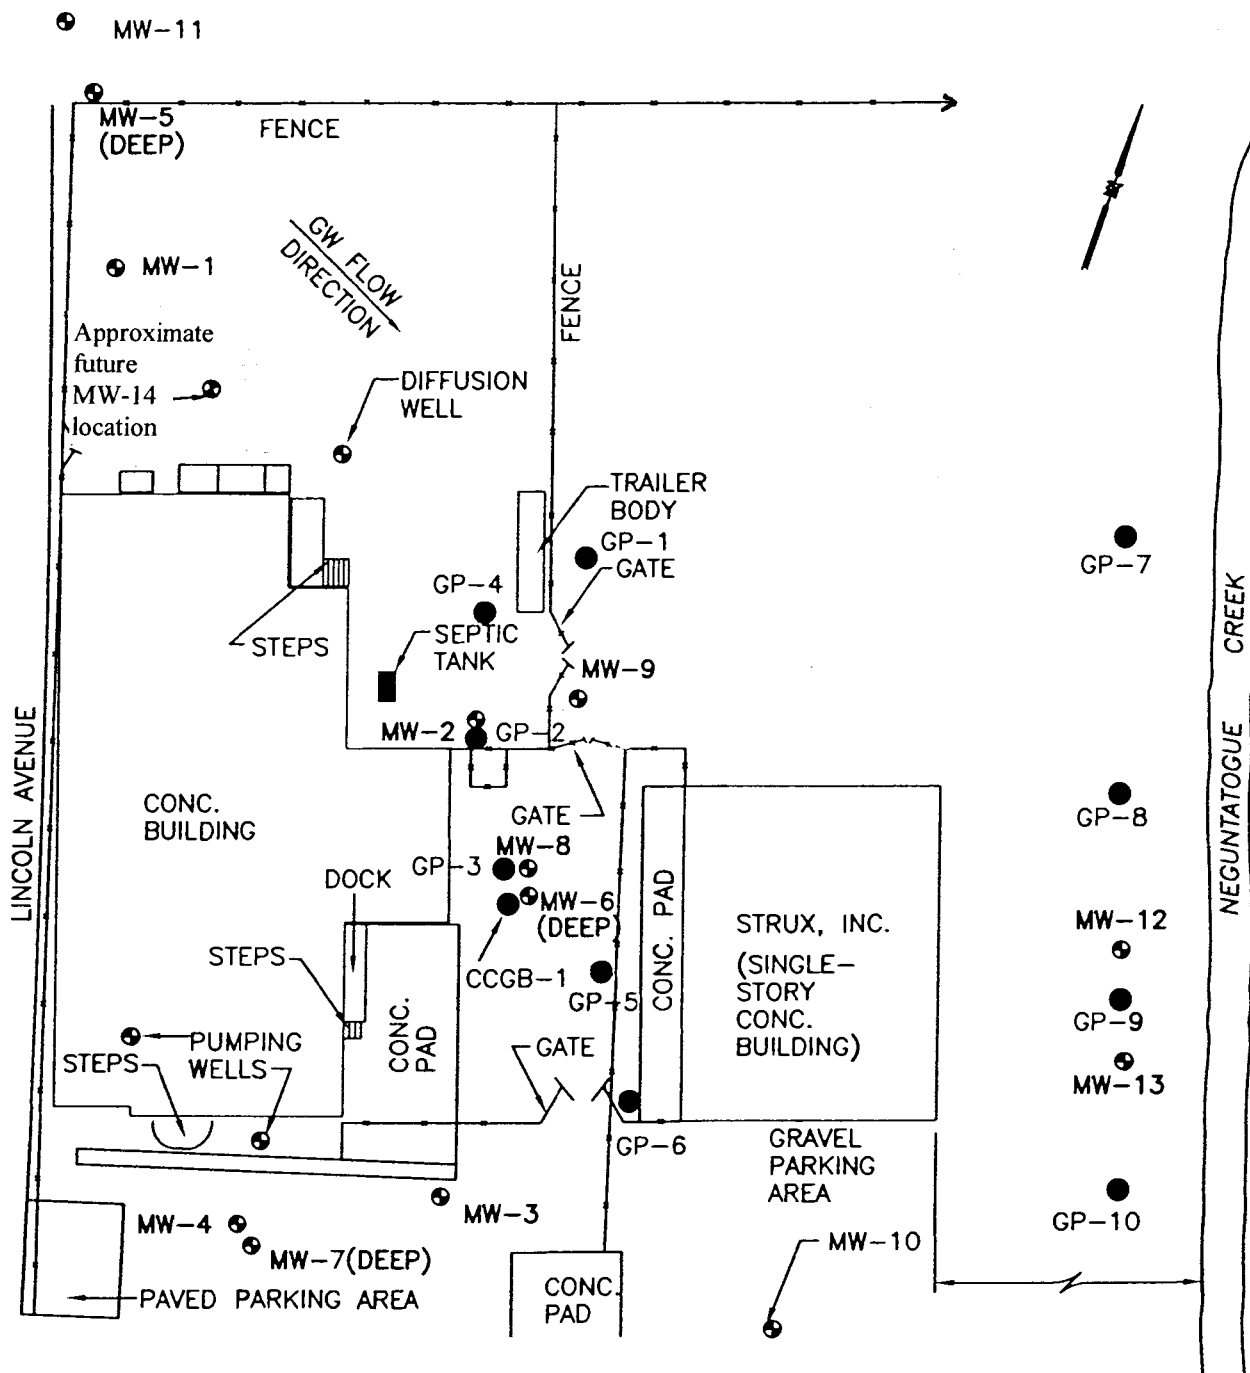 MW-11
MW-5
(DEEP)
FENCE
MW-1
GW FLOW
DIRECTION
FENCE
Approximate
future
MW-14
location
DIFFUSION
WELL
TRAILER
BODY
GP-1
GATE
GP-7
GP-4
STEPS
SEPTIC
TANK
MW-9
MW-2
GP-2
LINCOLN AVENUE
NEGUNTATOGUE CREEK
CONC.
BUILDING
GATE
GP-8
GP-3
MW-8
DOCK
MW-6
(DEEP)
CONC. PAD
STRUX, INC.
(SINGLE-
STORY
CONC.
BUILDING)
MW-12
STEPS
CCGB-1
GP-5
GP-9
PUMPING
WELLS
STEPS
CONC.
PAD
GATE
MW-13
GP-6
GRAVEL
PARKING
AREA
MW-3
GP-10
MW-4
MW-7(DEEP)
MW-10
PAVED PARKING AREA
CONC.
PAD